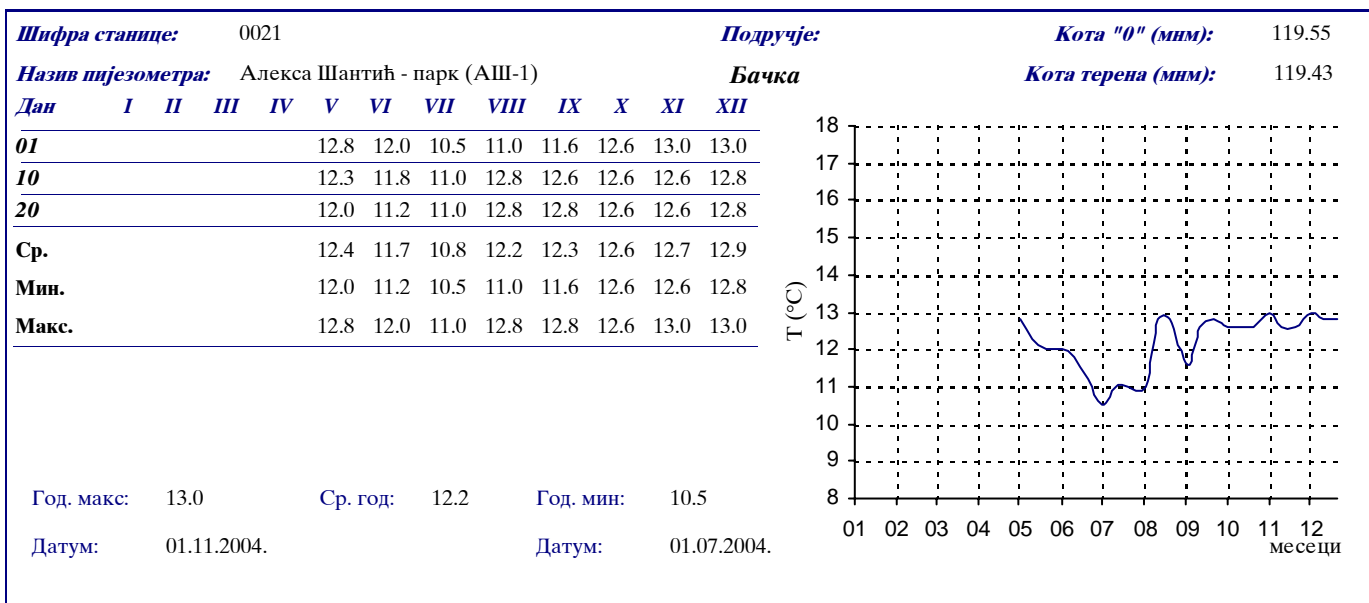 Шифра станице: 0021 Подручје: Кота "0" (мнм): 119.55
Назив пијезометра: Алекса Шантић - парк (АШ-1) Бачка Кота терена (мнм): 119.43
Дан I II III IV V VI VII VIII IX X XI XII
01 12.8 12.0 10.5 11.0 11.6 12.6 13.0 13.0
10 12.3 11.8 11.0 12.8 12.6 12.6 12.6 12.8
20 12.0 11.2 11.0 12.8 12.8 12.6 12.6 12.8
Ср. 12.4 11.7 10.8 12.2 12.3 12.6 12.7 12.9
Мин. 12.0 11.2 10.5 11.0 11.6 12.6 12.6 12.8
Макс. 12.8 12.0 11.0 12.8 12.8 12.6 13.0 13.0
Год. макс: 13.0 Ср. год: 12.2 Год. мин: 10.5
Датум: 01.11.2004. Датум: 01.07.2004.
T (°C)
18
17
16
15
14
13
12
11
10
9
8
01 02 03 04 05 06 07 08 09 10 11 12
месеци